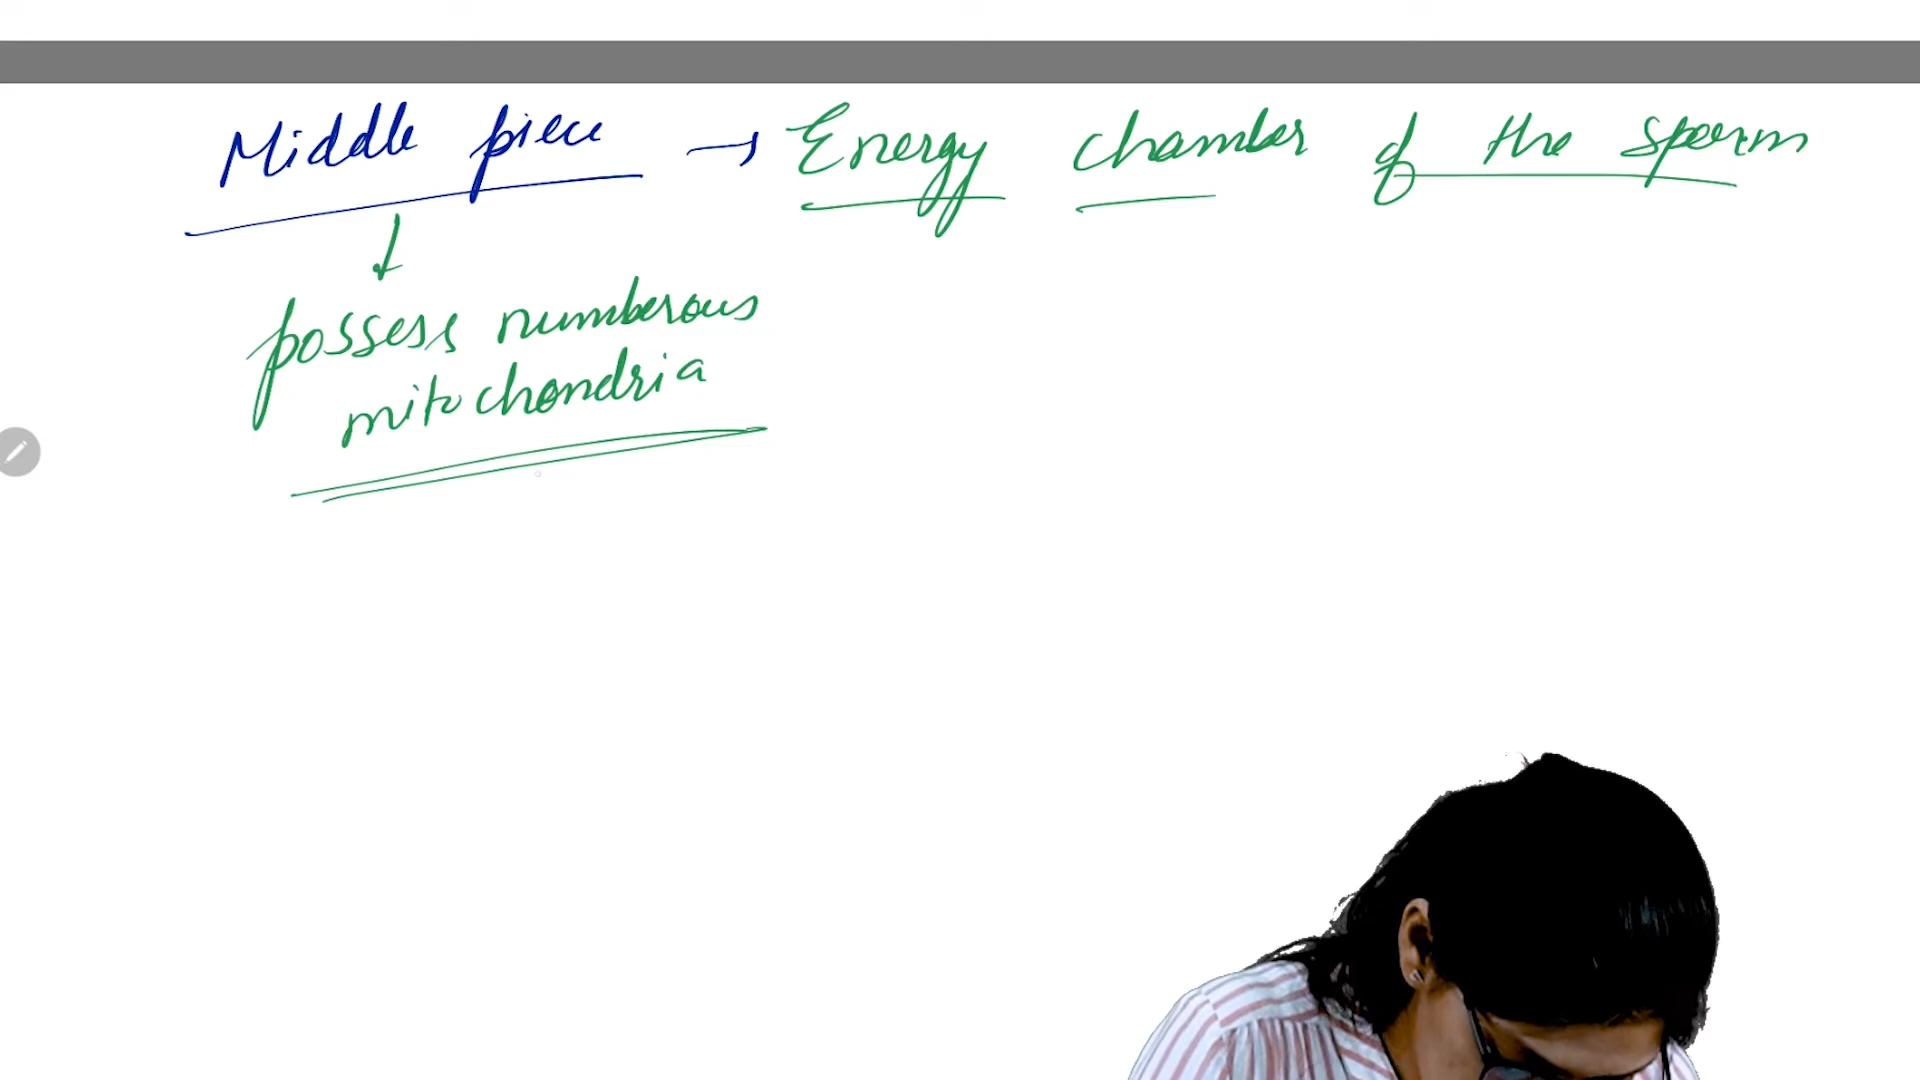 Middle piece → Energy chamber of the sperm
↓
possess numberous
mitochondria